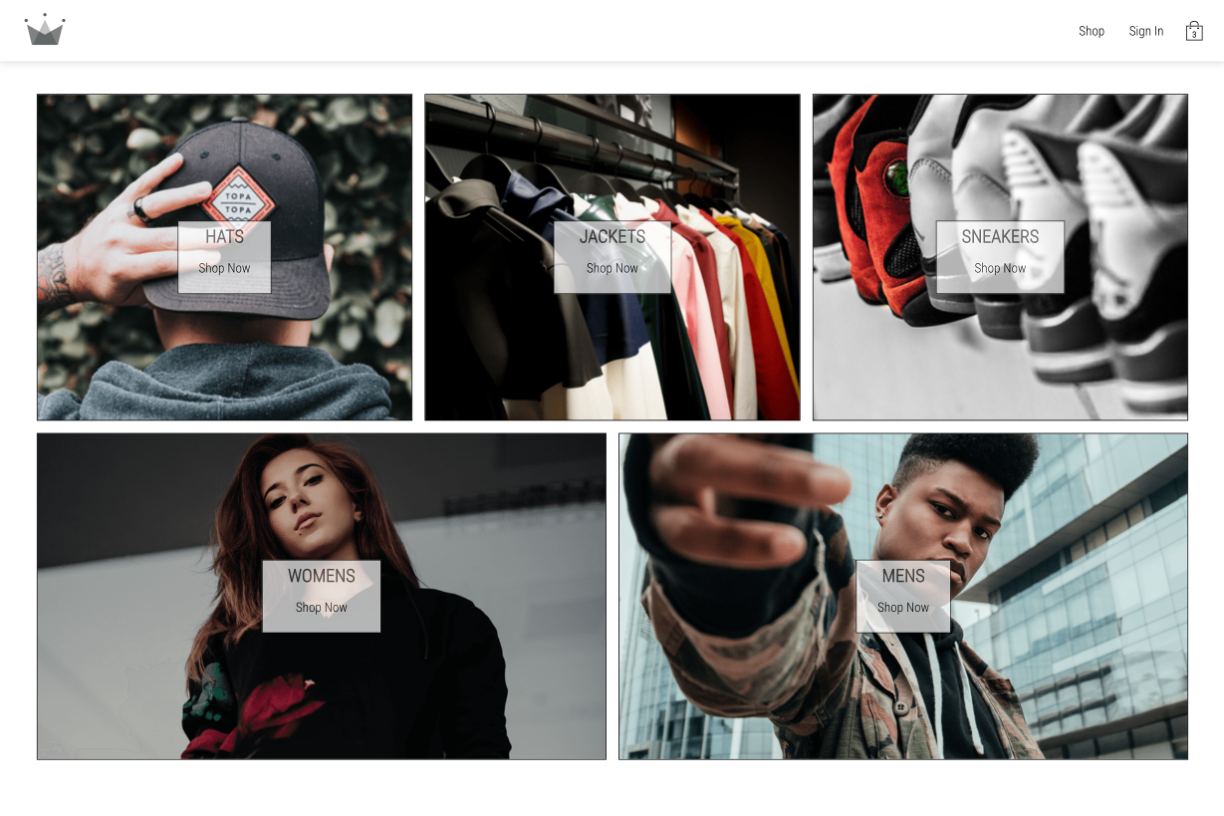 Shop
Sign In
3
TOPA
TOPA
HATS
Shop Now
JACKETS
Shop Now
SNEAKERS
Shop Now
WOMENS
Shop Now
MENS
Shop Now